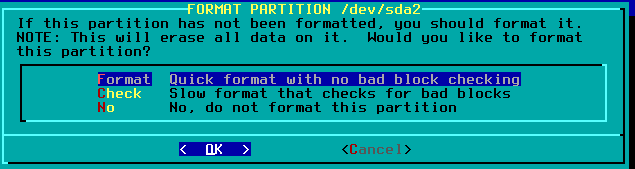 FORMAT PARTITION /dev/sda2
If this partition has not been formatted, you should format it.
NOTE: This will erase all data on it.  Would you like to format
this partition?
Format  Quick format with no bad block checking
Check  Slow format that checks for bad blocks
No  No, do not format this partition
<  OK  >  <Cancel>